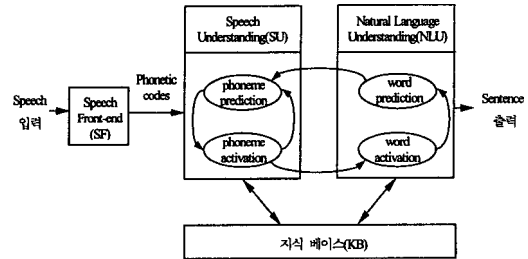 Speech
Understanding(SU)
Natural Language
Understanding(NLU)
Phonetic
codes
phoneme
prediction
word
prediction
Speech
입력
Speech
Front-end
(SF)
Sentence
출력
phoneme
activation
word
activation
지식 베이스(KB)